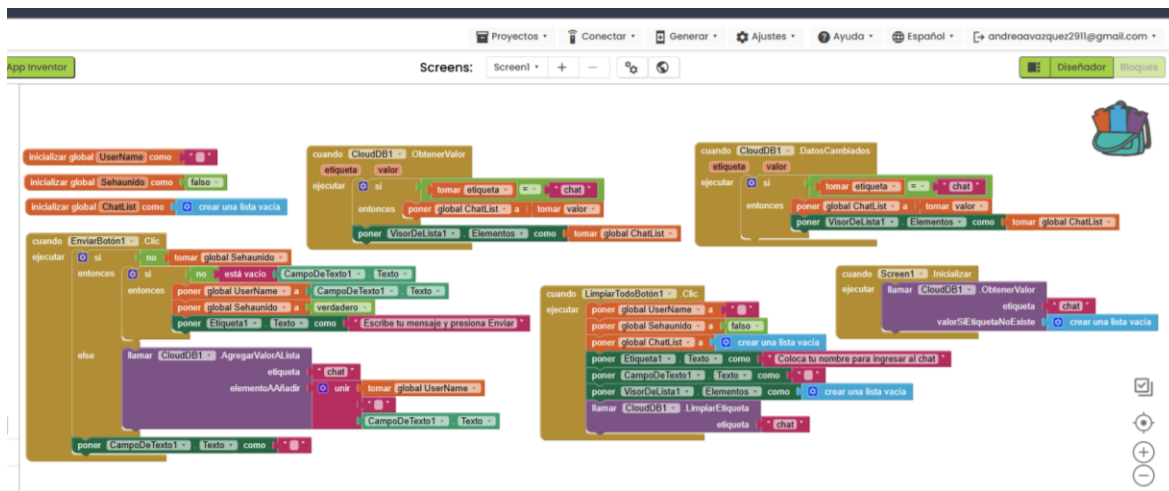 Proyectos Conectar Generar Ajustes Ayuda Español andreaavazquez2911@gmail.com
App Inventor Screens: Screen1 + − Diseñador Bloques
inicializar global UserName como " "
inicializar global Sehaunido como falso
inicializar global ChatList como crear una lista vacía
cuando EnviarBotón1 .Clic
ejecutar si no tomar global Sehaunido
entonces si no está vacío CampoDeTexto1 . Texto
entonces poner global UserName a CampoDeTexto1 . Texto
poner global Sehaunido a verdadero
poner Etiqueta1 . Texto como " Escribe tu mensaje y presiona Enviar "
else llamar CloudDB1 .AgregarValorALista
etiqueta " chat "
elementoAAñadir unir tomar global UserName
" "
CampoDeTexto1 . Texto
poner CampoDeTexto1 . Texto como " "
cuando CloudDB1 .ObtenerValor
etiqueta valor
ejecutar si tomar etiqueta = " chat "
entonces poner global ChatList a tomar valor
poner VisorDeLista1 . Elementos como tomar global ChatList
cuando LimpiarTodoBotón1 .Clic
ejecutar poner global UserName a " "
poner global Sehaunido a falso
poner global ChatList a crear una lista vacía
poner Etiqueta1 . Texto como " Coloca tu nombre para ingresar al chat "
poner CampoDeTexto1 . Texto como " "
poner VisorDeLista1 . Elementos como crear una lista vacía
llamar CloudDB1 .LimpiarEtiqueta
etiqueta " chat "
cuando CloudDB1 .DatosCambiados
etiqueta valor
ejecutar si tomar etiqueta = " chat "
entonces poner global ChatList a tomar valor
poner VisorDeLista1 . Elementos como tomar global ChatList
cuando Screen1 .Inicializar
ejecutar llamar CloudDB1 .ObtenerValor
etiqueta " chat "
valorSiEtiquetaNoExiste crear una lista vacía